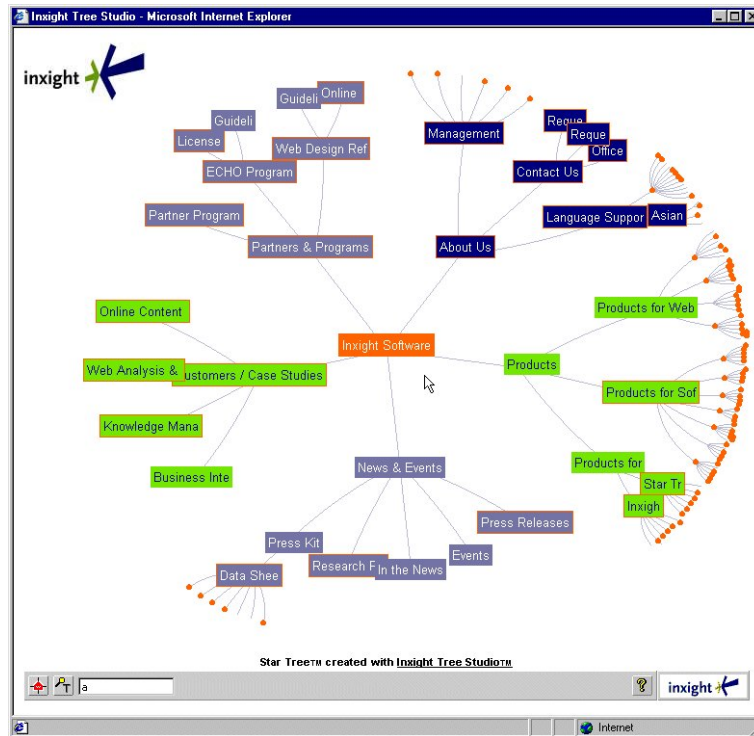 Inxight Tree Studio - Microsoft Internet Explorer
inxight
Guideli
Online
Guideli
License
Web Design Ref
ECHO Program
Partner Program
Partners & Programs
Management
Reque
Reque
Office
Contact Us
Language Suppor
Asian
About Us
Online Content
Web Analysis &
ustomers / Case Studies
Knowledge Mana
Business Inte
Inxight Software
Products
Products for Web
Products for Sof
Products for
Star Tr
Inxigh
News & Events
Press Releases
Press Kit
Events
Research F
In the News
Data Shee
Star Tree™ created with Inxight Tree Studio™
a
?
inxight
Internet